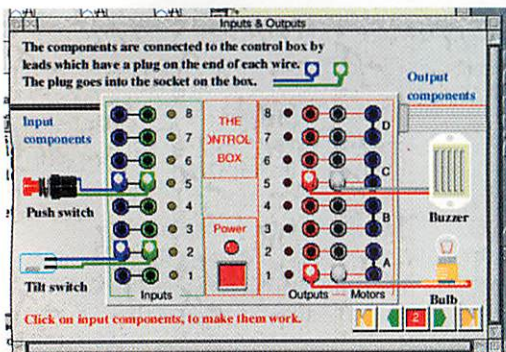 Inputs & Outputs
The components are connected to the control box by
leads which have a plug on the end of each wire.
The plug goes into the socket on the box.
Output
components
Input
components
8
7
6
5
4
3
2
1
THE
ONTROL
BOX
Power
8
7
6
5
4
3
2
1
D
C
B
A
Push switch
Tilt switch
Buzzer
Bulb
Inputs
Outputs
Motors
Click on input components, to make them work.
2